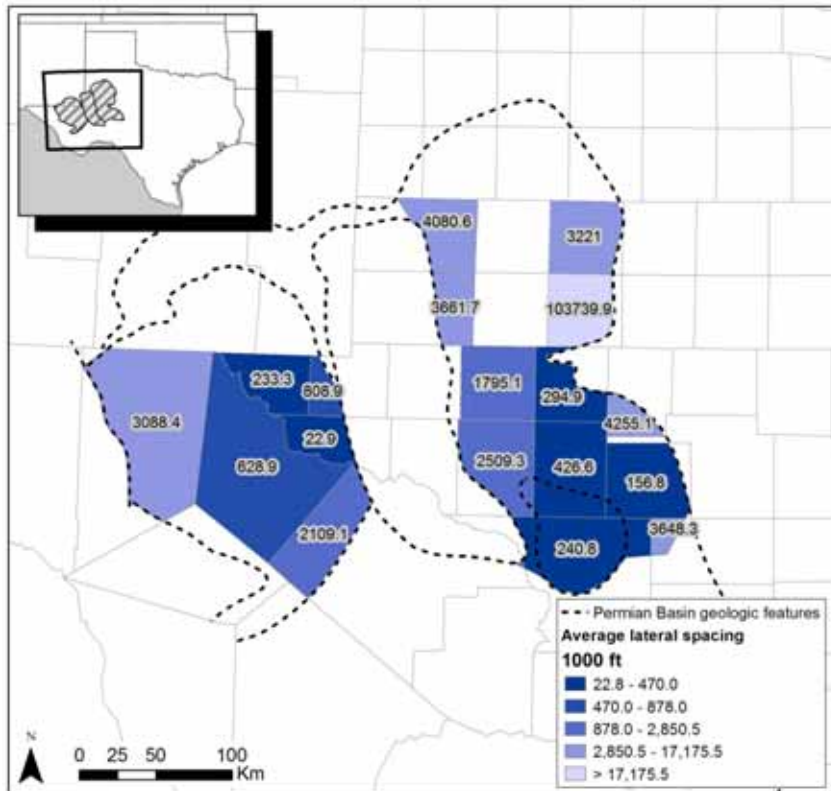 4080.6
3221
3661.7
103739.9
233.3
608.9
1795.1
294.9
3088.4
4255.1
22.9
628.9
2509.3
426.6
156.8
2109.1
3648.3
240.8
Permian Basin geologic features
Average lateral spacing
1000 ft
22.8 - 470.0
470.0 - 878.0
878.0 - 2,850.5
2,850.5 - 17,175.5
> 17,175.5
N
0 25 50 100
Km